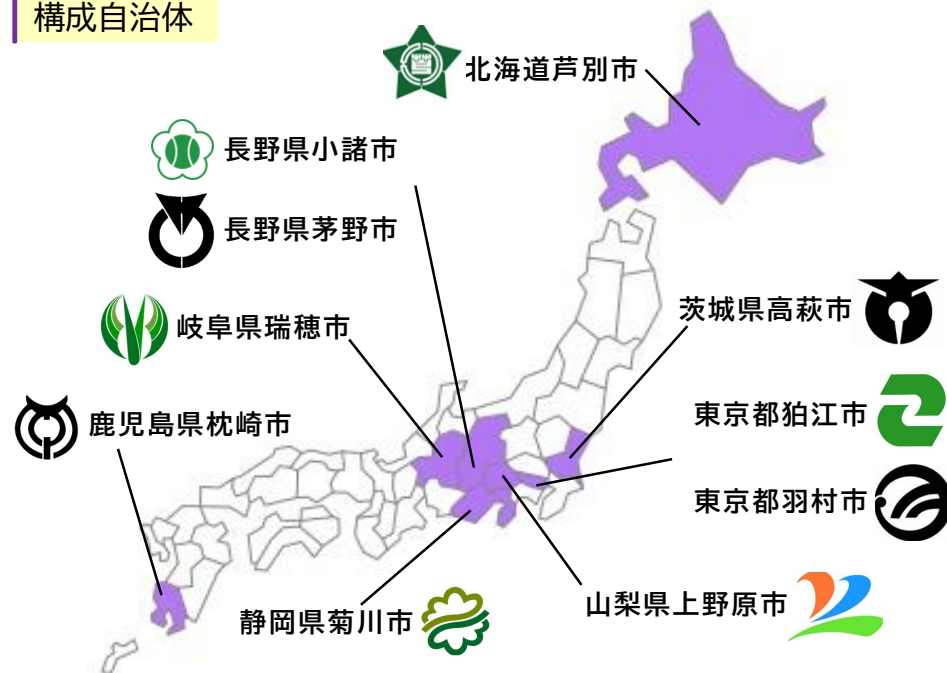 構成自治体
北海道芦別市
長野県小諸市
長野県茅野市
岐阜県瑞穂市
鹿児島県枕崎市
茨城県高萩市
東京都狛江市
東京都羽村市
山梨県上野原市
静岡県菊川市